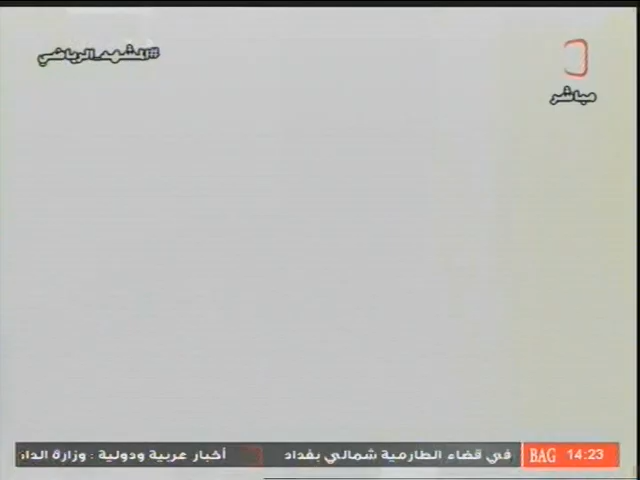 #المشهد_الرياضي
مباشر
BAG 14:23
في قضاء الطارمية شمالي بغداد
أخبار عربية ودولية : وزارة الدا